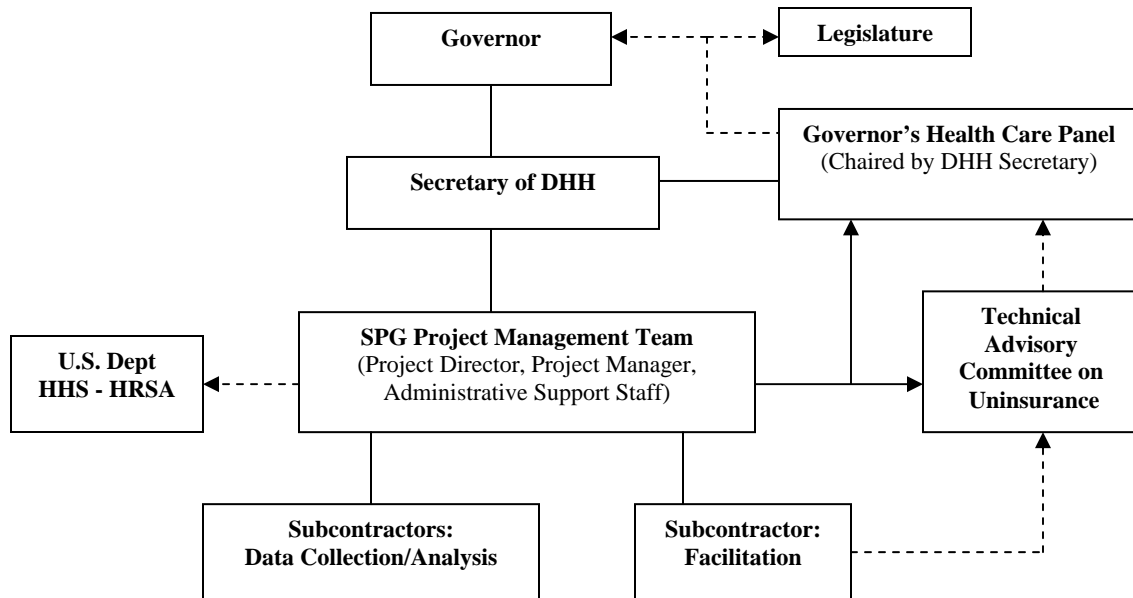 Governor
Legislature
Governor’s Health Care Panel
(Chaired by DHH Secretary)
Secretary of DHH
SPG Project Management Team
(Project Director, Project Manager,
Administrative Support Staff)
U.S. Dept
HHS - HRSA
Technical
Advisory
Committee on
Uninsurance
Subcontractors:
Data Collection/Analysis
Subcontractor:
Facilitation